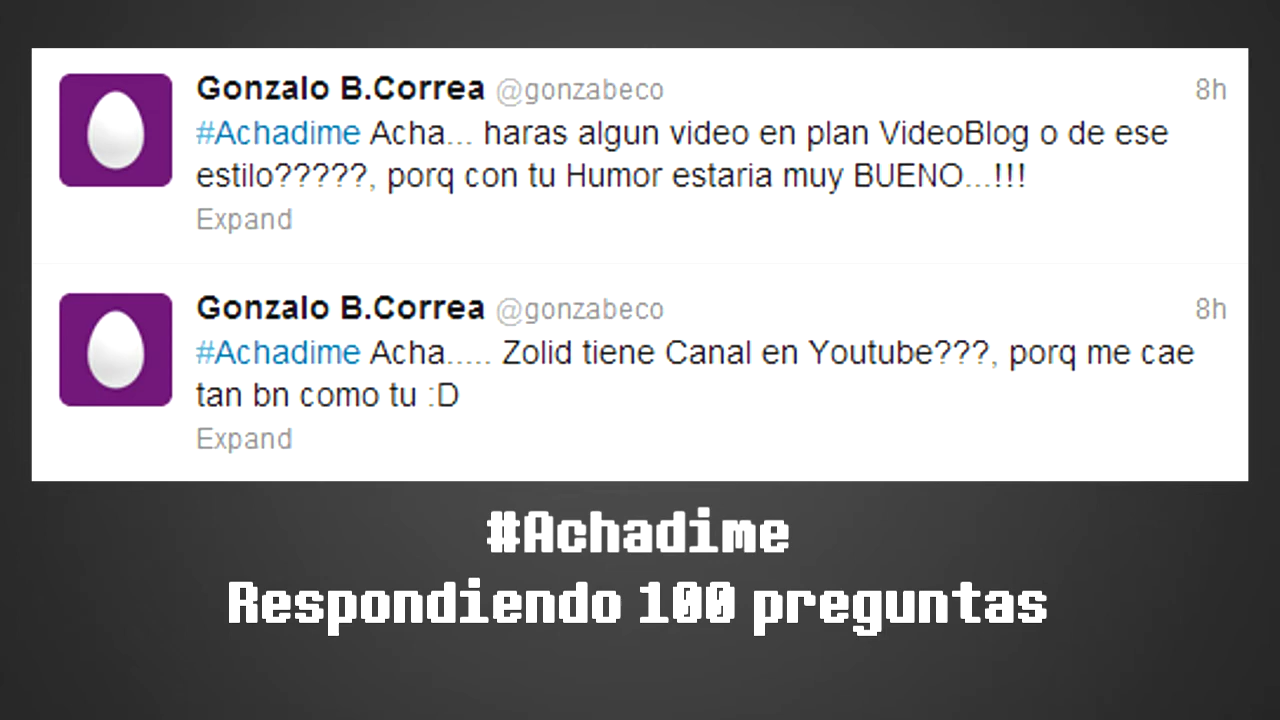 Gonzalo B.Correa @gonzabeco 8h
#Achadime Acha... haras algun video en plan VideoBlog o de ese
estilo?????, porq con tu Humor estaria muy BUENO...!!!
Expand
Gonzalo B.Correa @gonzabeco 8h
#Achadime Acha..... Zolid tiene Canal en Youtube???, porq me cae
tan bn como tu :D
Expand
#Achadime
Respondiendo 100 preguntas